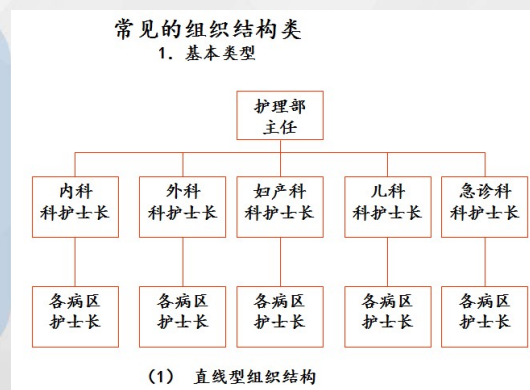 常见的组织结构类
1. 基本类型
护理部
主任
内科
科护士长
外科
科护士长
妇产科
科护士长
儿科
科护士长
急诊科
科护士长
各病区
护士长
各病区
护士长
各病区
护士长
各病区
护士长
各病区
护士长
（1） 直线型组织结构